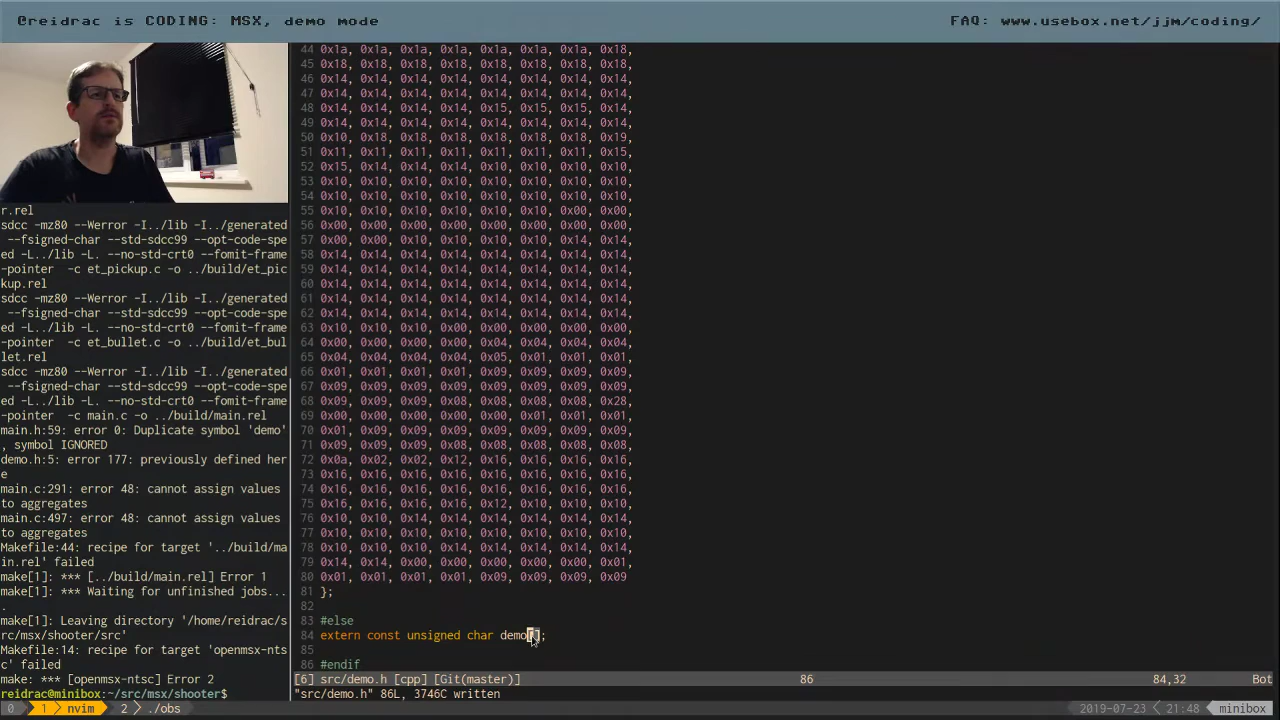 @reidrac is CODING: MSX, demo mode
FAQ: www.usebox.net/jjm/coding/
r.rel
sdcc -mz80 --Werror -I../lib -I../generated
 --fsigned-char --std-sdcc99 --opt-code-spe
ed -L../lib -L. --no-std-crt0 --fomit-frame
-pointer  -c et_pickup.c -o ../build/et_pic
kup.rel
sdcc -mz80 --Werror -I../lib -I../generated
 --fsigned-char --std-sdcc99 --opt-code-spe
ed -L../lib -L. --no-std-crt0 --fomit-frame
-pointer  -c et_bullet.c -o ../build/et_bul
let.rel
sdcc -mz80 --Werror -I../lib -I../generated
 --fsigned-char --std-sdcc99 --opt-code-spe
ed -L../lib -L. --no-std-crt0 --fomit-frame
-pointer  -c main.c -o ../build/main.rel
main.h:59: error 0: Duplicate symbol 'demo'
, symbol IGNORED
demo.h:5: error 177: previously defined her
e
main.c:291: error 48: cannot assign values
to aggregates
main.c:497: error 48: cannot assign values
to aggregates
Makefile:44: recipe for target '../build/ma
in.rel' failed
make[1]: *** [../build/main.rel] Error 1
make[1]: *** Waiting for unfinished jobs...
.
make[1]: Leaving directory '/home/reidrac/s
rc/msx/shooter/src'
Makefile:14: recipe for target 'openmsx-nts
c' failed
make: *** [openmsx-ntsc] Error 2
reidrac@minibox:~/src/msx/shooter$
44 0x1a, 0x1a, 0x1a, 0x1a, 0x1a, 0x1a, 0x1a, 0x18,
45 0x18, 0x18, 0x18, 0x18, 0x18, 0x18, 0x18, 0x18,
46 0x14, 0x14, 0x14, 0x14, 0x14, 0x14, 0x14, 0x14,
47 0x14, 0x14, 0x14, 0x14, 0x14, 0x14, 0x14, 0x14,
48 0x14, 0x14, 0x14, 0x14, 0x15, 0x15, 0x15, 0x14,
49 0x14, 0x14, 0x14, 0x14, 0x14, 0x14, 0x14, 0x14,
50 0x10, 0x18, 0x18, 0x18, 0x18, 0x18, 0x18, 0x19,
51 0x11, 0x11, 0x11, 0x11, 0x11, 0x11, 0x11, 0x15,
52 0x15, 0x14, 0x14, 0x14, 0x10, 0x10, 0x10, 0x10,
53 0x10, 0x10, 0x10, 0x10, 0x10, 0x10, 0x10, 0x10,
54 0x10, 0x10, 0x10, 0x10, 0x10, 0x10, 0x10, 0x10,
55 0x10, 0x10, 0x10, 0x10, 0x10, 0x10, 0x00, 0x00,
56 0x00, 0x00, 0x00, 0x00, 0x00, 0x00, 0x00, 0x00,
57 0x00, 0x00, 0x10, 0x10, 0x10, 0x10, 0x14, 0x14,
58 0x14, 0x14, 0x14, 0x14, 0x14, 0x14, 0x14, 0x14,
59 0x14, 0x14, 0x14, 0x14, 0x14, 0x14, 0x14, 0x14,
60 0x14, 0x14, 0x14, 0x14, 0x14, 0x14, 0x14, 0x14,
61 0x14, 0x14, 0x14, 0x14, 0x14, 0x14, 0x14, 0x14,
62 0x14, 0x14, 0x14, 0x14, 0x14, 0x14, 0x14, 0x14,
63 0x10, 0x10, 0x10, 0x00, 0x00, 0x00, 0x00, 0x00,
64 0x00, 0x00, 0x00, 0x00, 0x00, 0x04, 0x04, 0x04,
65 0x04, 0x04, 0x04, 0x04, 0x05, 0x01, 0x01, 0x01,
66 0x01, 0x01, 0x01, 0x01, 0x09, 0x09, 0x09, 0x09,
67 0x09, 0x09, 0x09, 0x09, 0x09, 0x09, 0x09, 0x09,
68 0x09, 0x09, 0x09, 0x09, 0x08, 0x08, 0x08, 0x28,
69 0x00, 0x00, 0x00, 0x00, 0x00, 0x01, 0x01, 0x01,
70 0x01, 0x09, 0x09, 0x09, 0x09, 0x09, 0x09, 0x09,
71 0x09, 0x09, 0x09, 0x08, 0x08, 0x08, 0x08, 0x08,
72 0x0a, 0x02, 0x02, 0x12, 0x16, 0x16, 0x16, 0x16,
73 0x16, 0x16, 0x16, 0x16, 0x16, 0x16, 0x16, 0x16,
74 0x16, 0x16, 0x16, 0x16, 0x16, 0x16, 0x16, 0x16,
75 0x16, 0x16, 0x16, 0x16, 0x12, 0x10, 0x10, 0x10,
76 0x10, 0x10, 0x14, 0x14, 0x14, 0x14, 0x14, 0x14,
77 0x10, 0x10, 0x10, 0x10, 0x10, 0x10, 0x10, 0x10,
78 0x10, 0x10, 0x10, 0x14, 0x14, 0x14, 0x14, 0x14,
79 0x14, 0x14, 0x00, 0x00, 0x00, 0x00, 0x00, 0x01,
80 0x01, 0x01, 0x01, 0x01, 0x09, 0x09, 0x09, 0x09
81 };
82
83 #else
84 extern const unsigned char demo[];
85
86 #endif
[6] src/demo.h [cpp] [Git(master)] 86 84,32 Bot
"src/demo.h" 86L, 3746C written
0 1 nvim 2 ./obs 2019-07-23 21:48 minibox